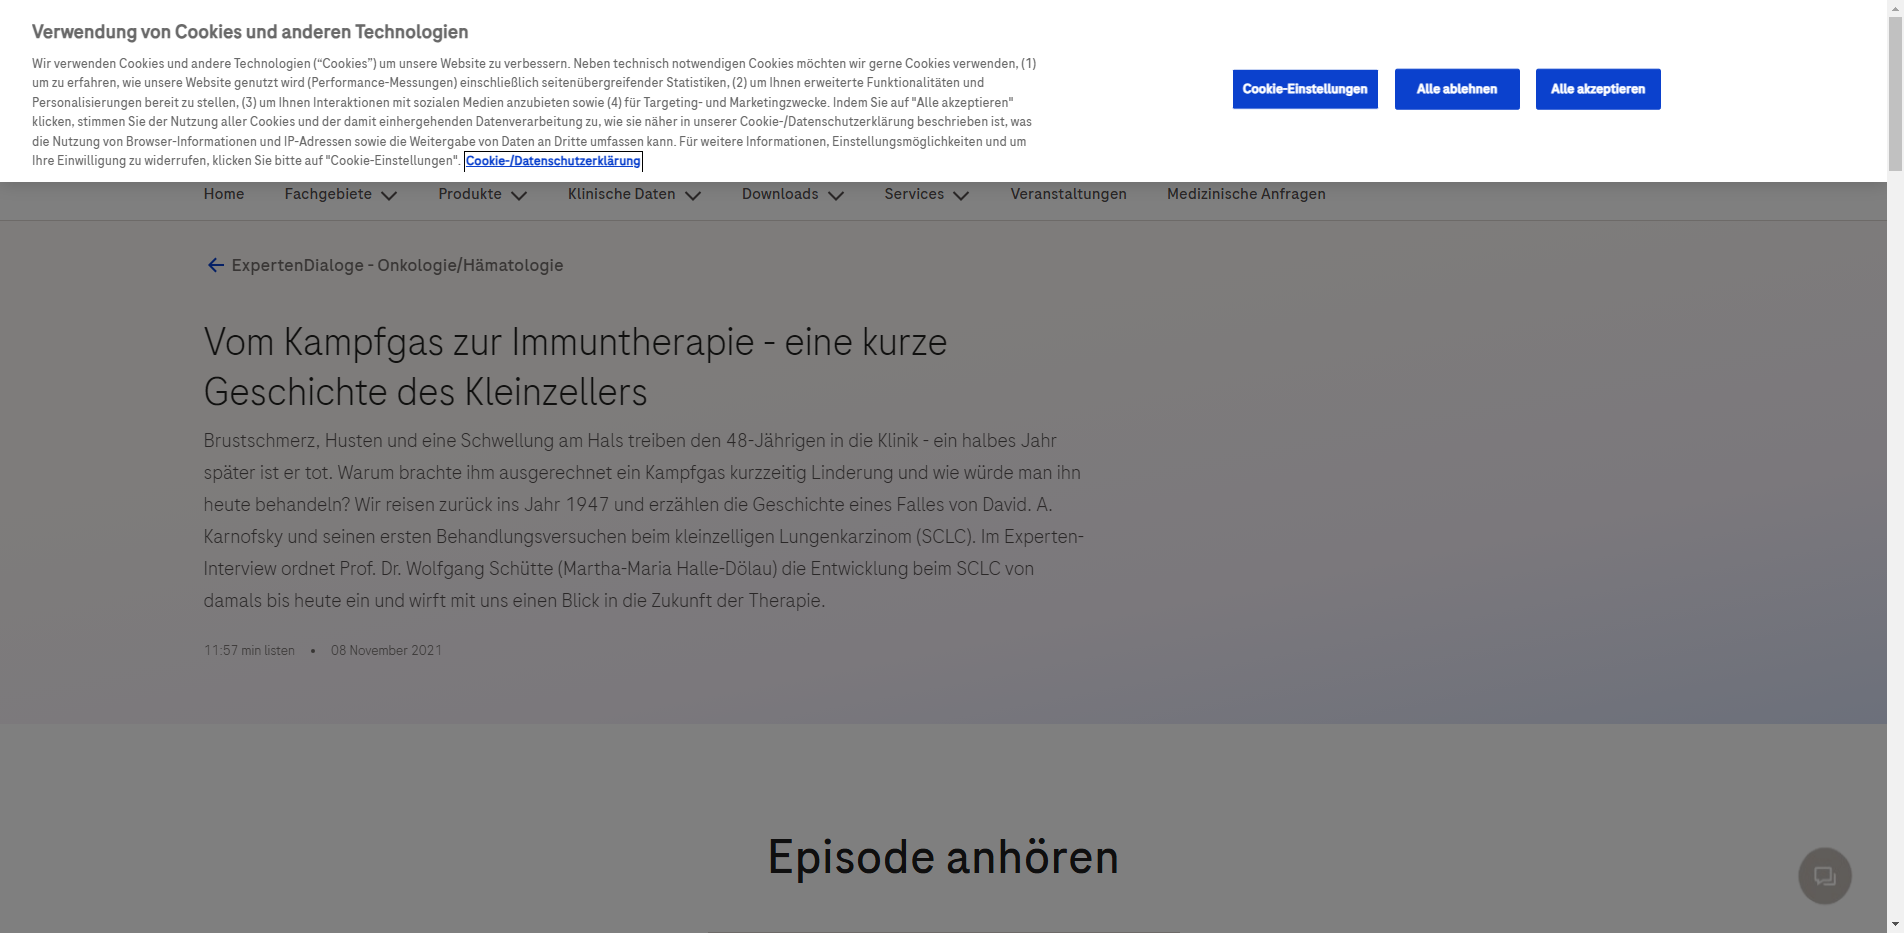 Verwendung von Cookies und anderen Technologien
Wir verwenden Cookies und andere Technologien (“Cookies”) um unsere Website zu verbessern. Neben technisch notwendigen Cookies möchten wir gerne Cookies verwenden, (1)
um zu erfahren, wie unsere Website genutzt wird (Performance-Messungen) einschließlich seitenübergreifender Statistiken, (2) um Ihnen erweiterte Funktionalitäten und
Personalisierungen bereit zu stellen, (3) um Ihnen Interaktionen mit sozialen Medien anzubieten sowie (4) für Targeting- und Marketingzwecke. Indem Sie auf "Alle akzeptieren"
klicken, stimmen Sie der Nutzung aller Cookies und der damit einhergehenden Datenverarbeitung zu, wie sie näher in unserer Cookie-/Datenschutzerklärung beschrieben ist, was
die Nutzung von Browser-Informationen und IP-Adressen sowie die Weitergabe von Daten an Dritte umfassen kann. Für weitere Informationen, Einstellungsmöglichkeiten und um
Ihre Einwilligung zu widerrufen, klicken Sie bitte auf "Cookie-Einstellungen". Cookie-/Datenschutzerklärung
Cookie-Einstellungen Alle ablehnen Alle akzeptieren
Home Fachgebiete Produkte Klinische Daten Downloads Services Veranstaltungen Medizinische Anfragen
ExpertenDialoge - Onkologie/Hämatologie
Vom Kampfgas zur Immuntherapie - eine kurze
Geschichte des Kleinzellers
Brustschmerz, Husten und eine Schwellung am Hals treiben den 48-Jährigen in die Klinik - ein halbes Jahr
später ist er tot. Warum brachte ihm ausgerechnet ein Kampfgas kurzzeitig Linderung und wie würde man ihn
heute behandeln? Wir reisen zurück ins Jahr 1947 und erzählen die Geschichte eines Falles von David. A.
Karnofsky und seinen ersten Behandlungsversuchen beim kleinzelligen Lungenkarzinom (SCLC). Im Experten-
Interview ordnet Prof. Dr. Wolfgang Schütte (Martha-Maria Halle-Dölau) die Entwicklung beim SCLC von
damals bis heute ein und wirft mit uns einen Blick in die Zukunft der Therapie.
11:57 min listen • 08 November 2021
Episode anhören